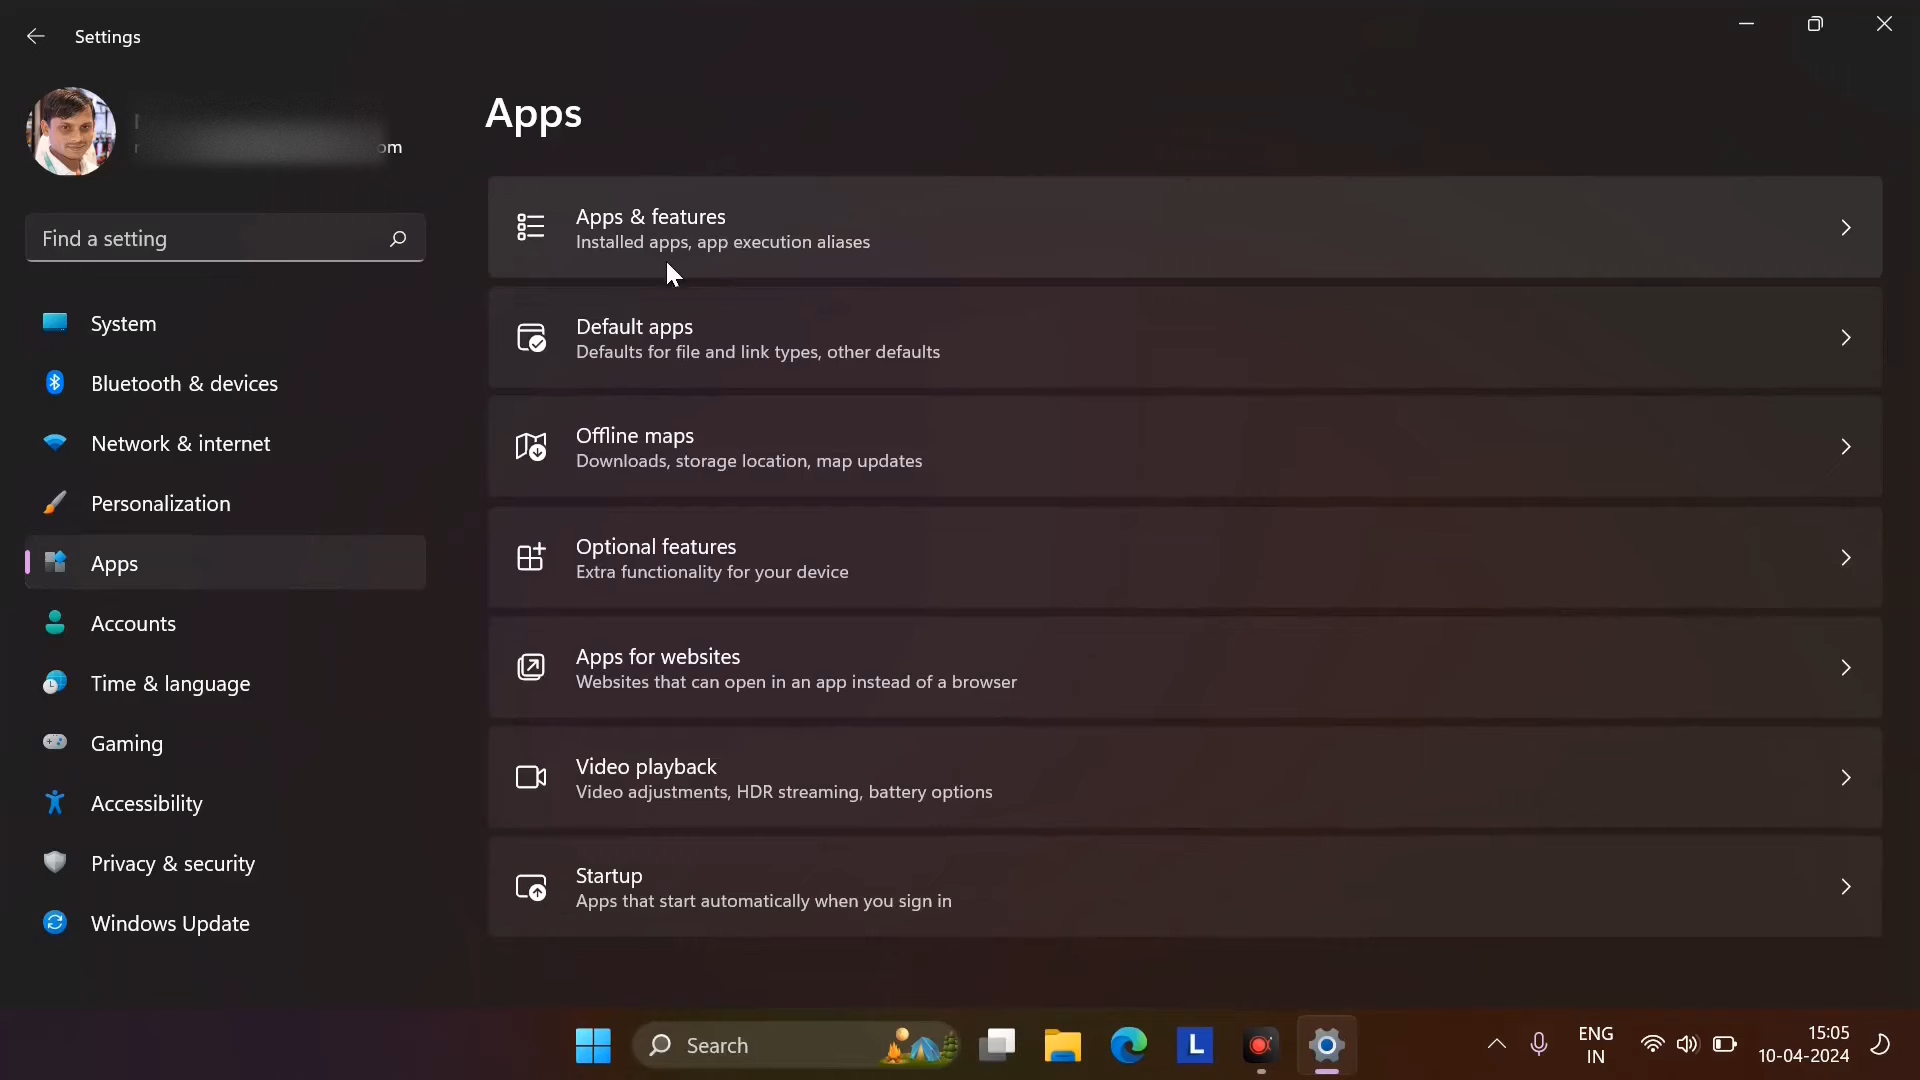 Settings
om
Find a setting
System
Bluetooth & devices
Network & internet
Personalization
Apps
Accounts
Time & language
Gaming
Accessibility
Privacy & security
Windows Update
Apps
Apps & features
Installed apps, app execution aliases
Default apps
Defaults for file and link types, other defaults
Offline maps
Downloads, storage location, map updates
Optional features
Extra functionality for your device
Apps for websites
Websites that can open in an app instead of a browser
Video playback
Video adjustments, HDR streaming, battery options
Startup
Apps that start automatically when you sign in
Search
L
ENG
IN
15:05
10-04-2024